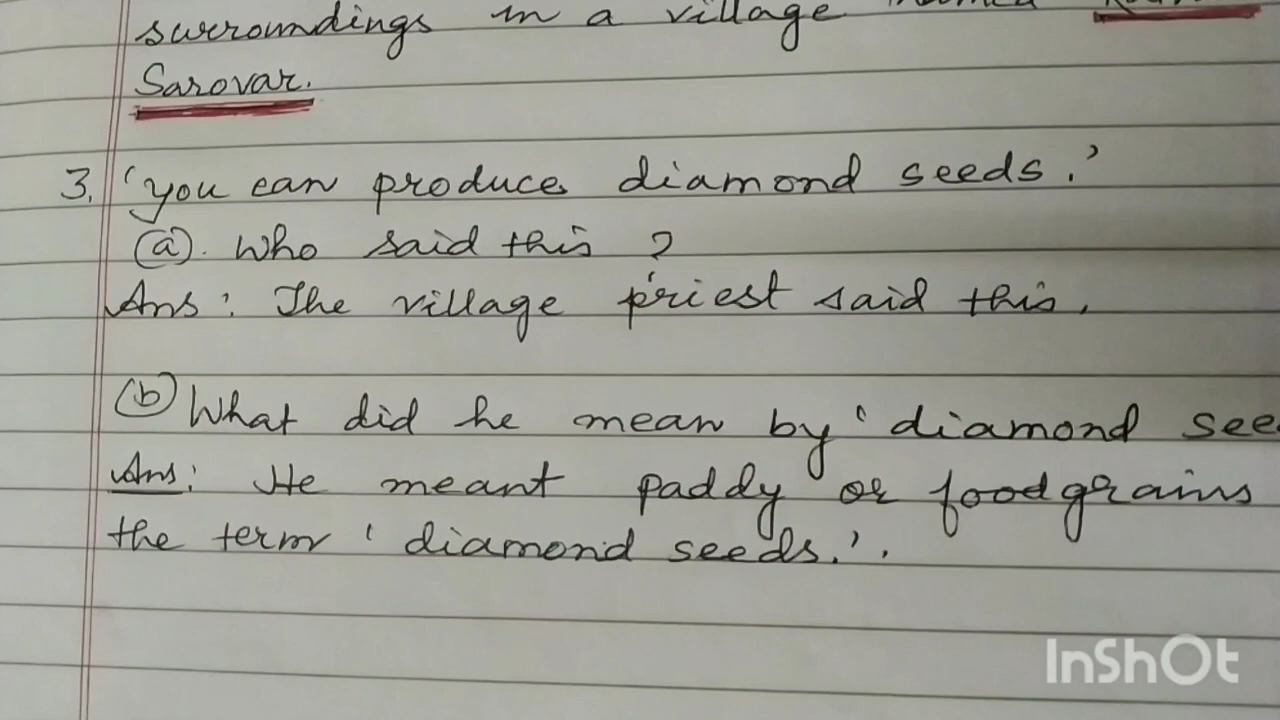 surroundings in a village named
Sarovar.
3. 'you can produce diamond seeds.'
(a). Who said this ?
Ans: The village priest said this.
(b) What did he mean by 'diamond see
Ans: He meant paddy or foodgrains
the term 'diamond seeds.'.
InShOt